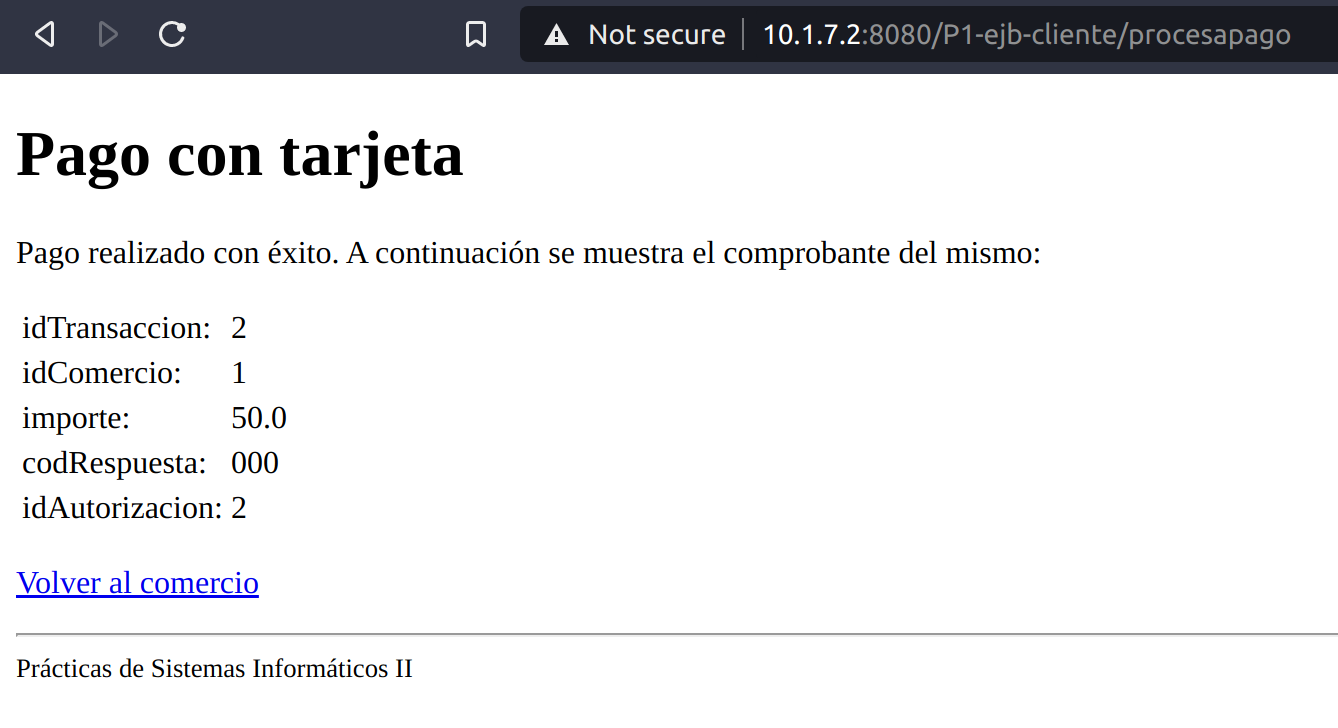 Not secure 10.1.7.2:8080/P1-ejb-cliente/procesapago
Pago con tarjeta
Pago realizado con éxito. A continuación se muestra el comprobante del mismo:
idTransaccion: 2
idComercio: 1
importe: 50.0
codRespuesta: 000
idAutorizacion: 2
Volver al comercio
Prácticas de Sistemas Informáticos II